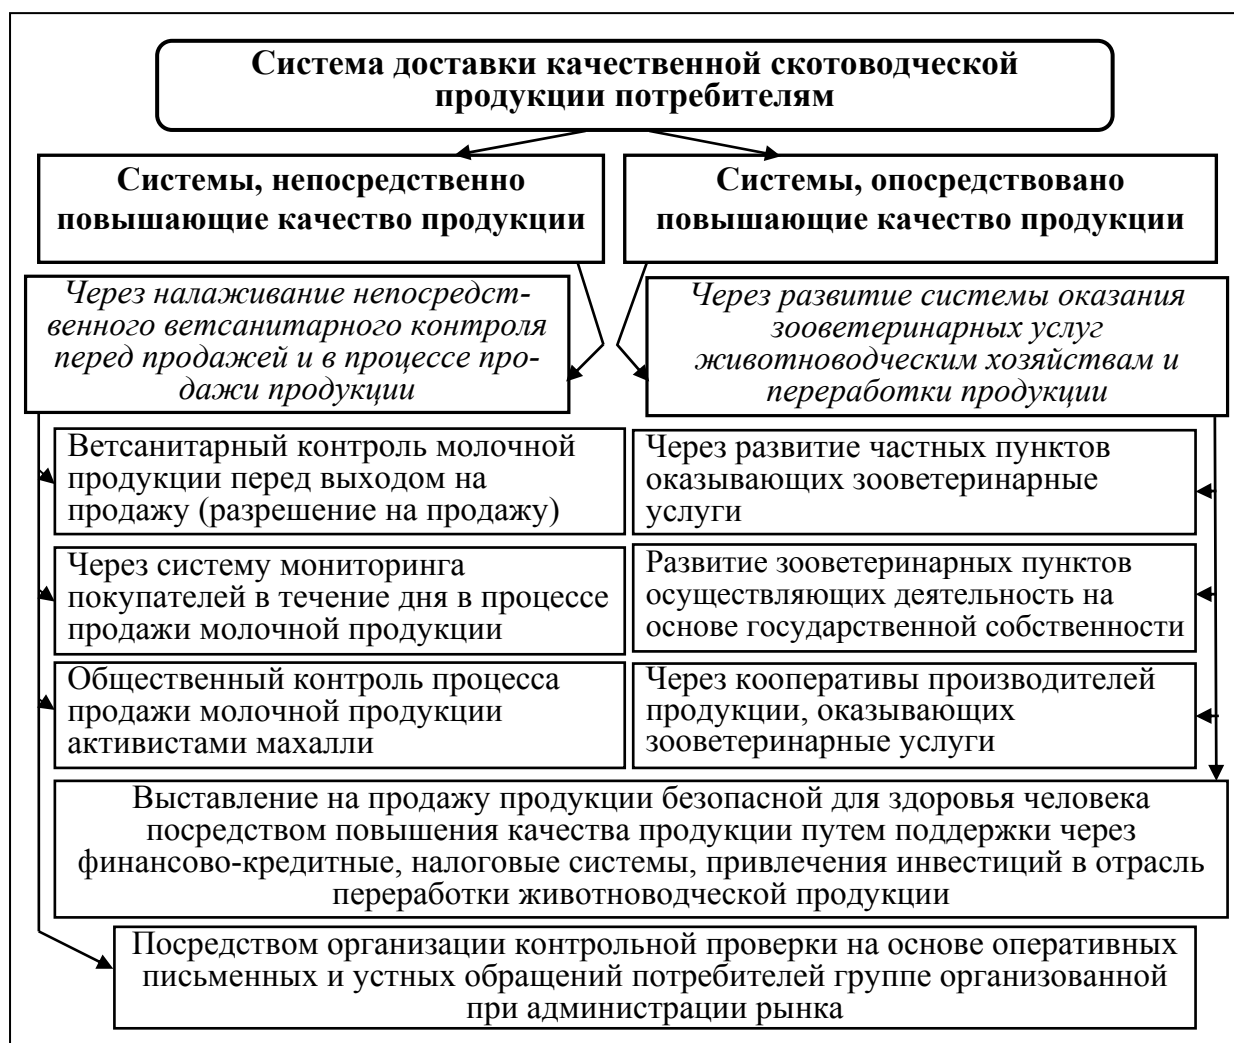 Система доставки качественной скотоводческой
продукции потребителям
Системы, непосредственно
повышающие качество продукции
Системы, опосредствовано
повышающие качество продукции
Через налаживание непосредст-
венного ветсанитарного контроля
перед продажей и в процессе про-
дажи продукции
Через развитие системы оказания
зооветеринарных услуг
животноводческим хозяйствам и
переработки продукции
Ветсанитарный контроль молочной
продукции перед выходом на
продажу (разрешение на продажу)
Через развитие частных пунктов
оказывающих зооветеринарные
услуги
Через систему мониторинга
покупателей в течение дня в процессе
продажи молочной продукции
Развитие зооветеринарных пунктов
осуществляющих деятельность на
основе государственной собственности
Общественный контроль процесса
продажи молочной продукции
активистами махалли
Через кооперативы производителей
продукции, оказывающих
зооветеринарные услуги
Выставление на продажу продукции безопасной для здоровья человека
посредством повышения качества продукции путем поддержки через
финансово-кредитные, налоговые системы, привлечения инвестиций в отрасль
переработки животноводческой продукции
Посредством организации контрольной проверки на основе оперативных
письменных и устных обращений потребителей группе организованной
при администрации рынка